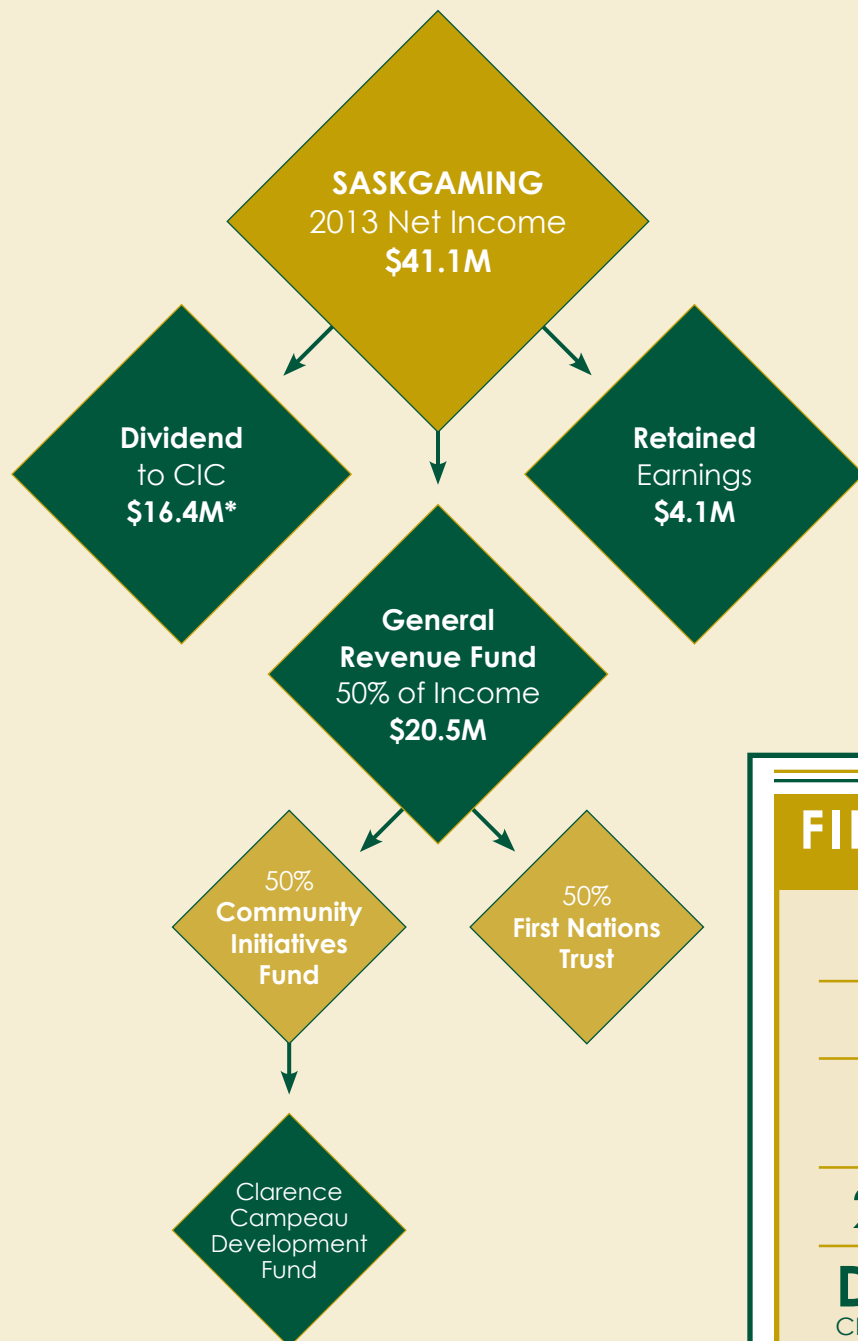 SASKGAMING
2013 Net Income
$41.1M
Dividend
to CIC
$16.4M*
Retained
Earnings
$4.1M
General
Revenue Fund
50% of Income
$20.5M
50%
Community
Initiatives
Fund
50%
First Nations
Trust
Clarence
Campeau
Development
Fund